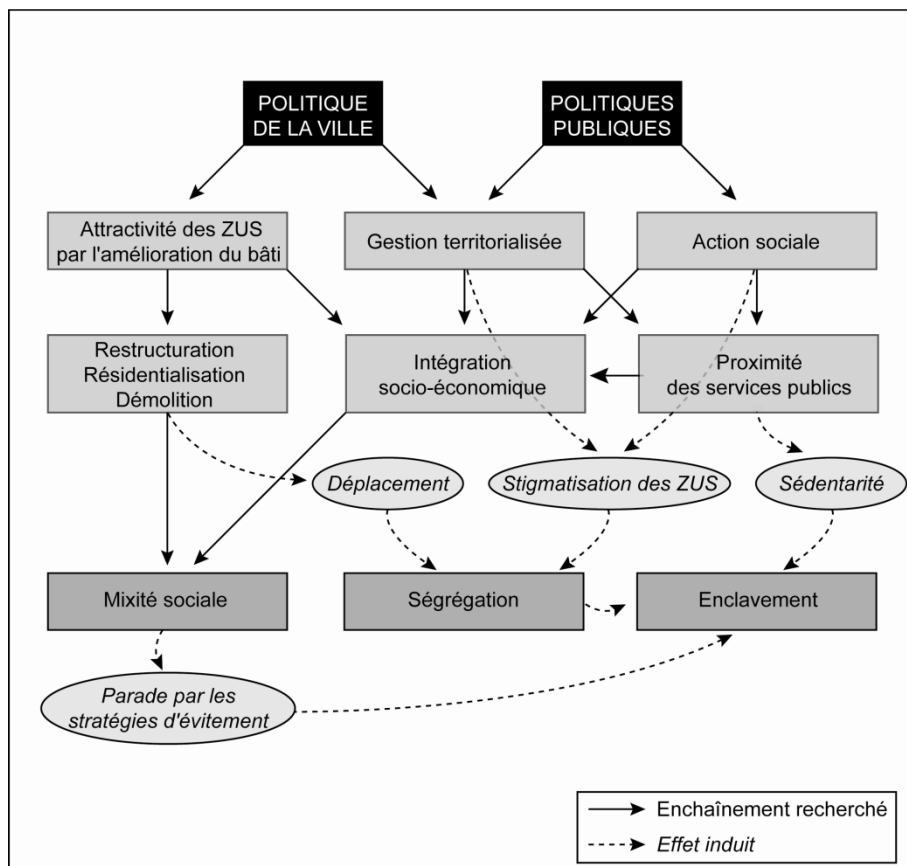 POLITIQUE
DE LA VILLE
POLITIQUES
PUBLIQUES
Attractivité des ZUS
par l'amélioration du bâti
Gestion territorialisée
Action sociale
Restructuration
Résidentialisation
Démolition
Intégration
socio-économique
Proximité
des services publics
Déplacement
Stigmatisation des ZUS
Sédentarité
Mixité sociale
Ségrégation
Enclavement
Parade par les
stratégies d'évitement
Enchaînement recherché
Effet induit